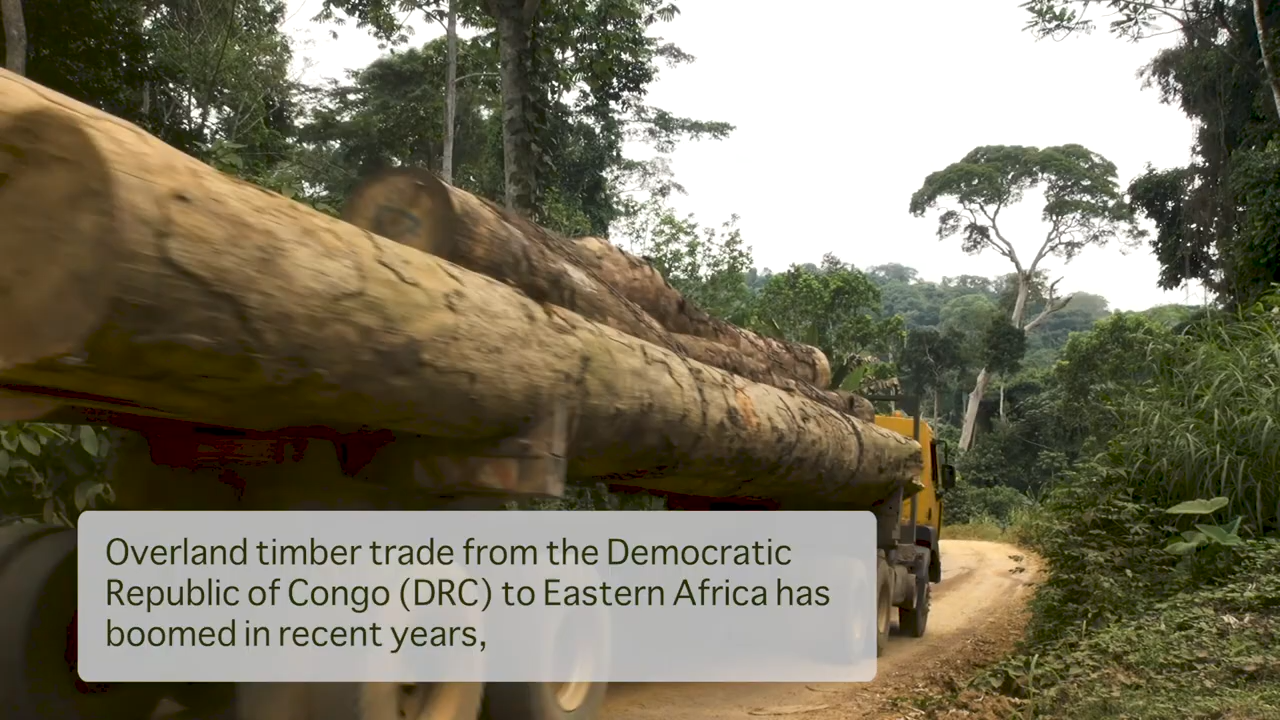 Overland timber trade from the Democratic
Republic of Congo (DRC) to Eastern Africa has
boomed in recent years,